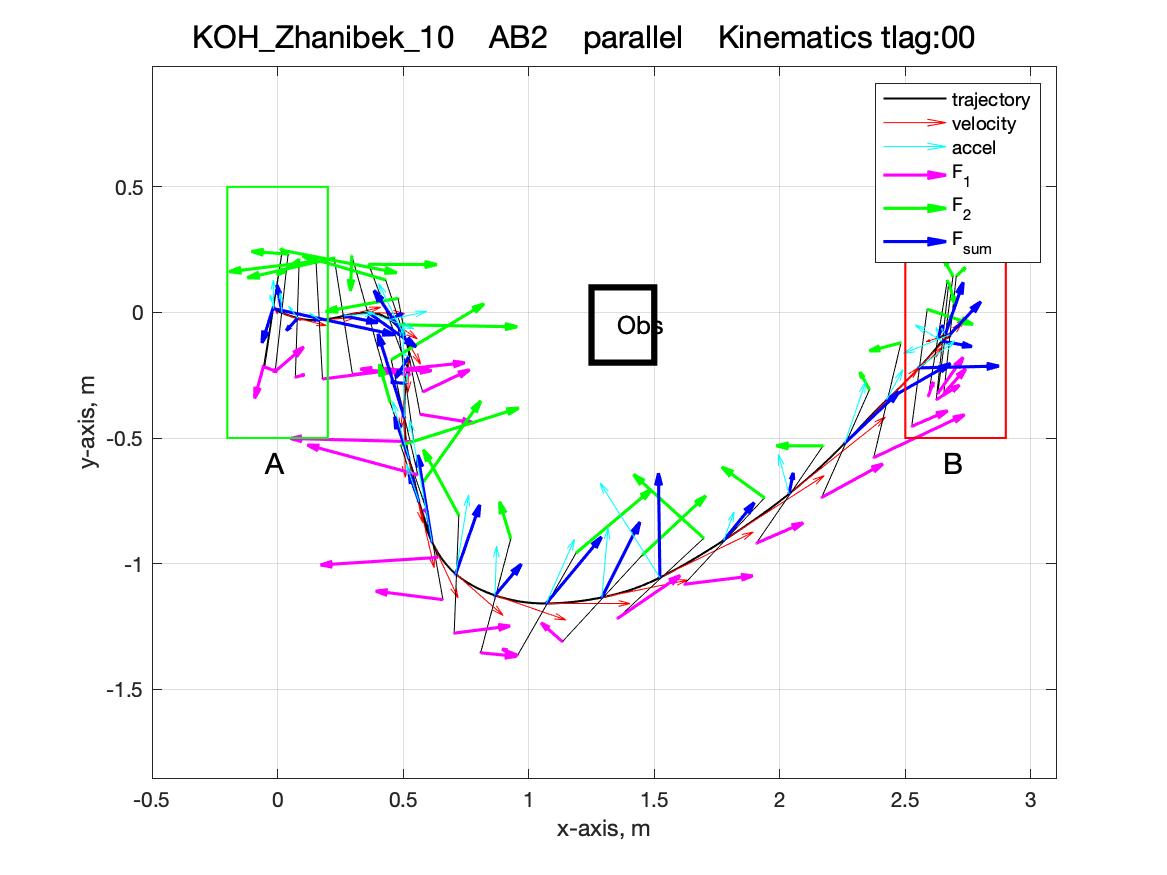 KOH_Zhanibek_10 AB2 parallel Kinematics tlag:00
trajectory
velocity
accel
F1
F2
Fsum
0.5
0
-0.5
-1
-1.5
y-axis, m
Obs
A
B
-0.5 0 0.5 1 1.5 2 2.5 3
x-axis, m